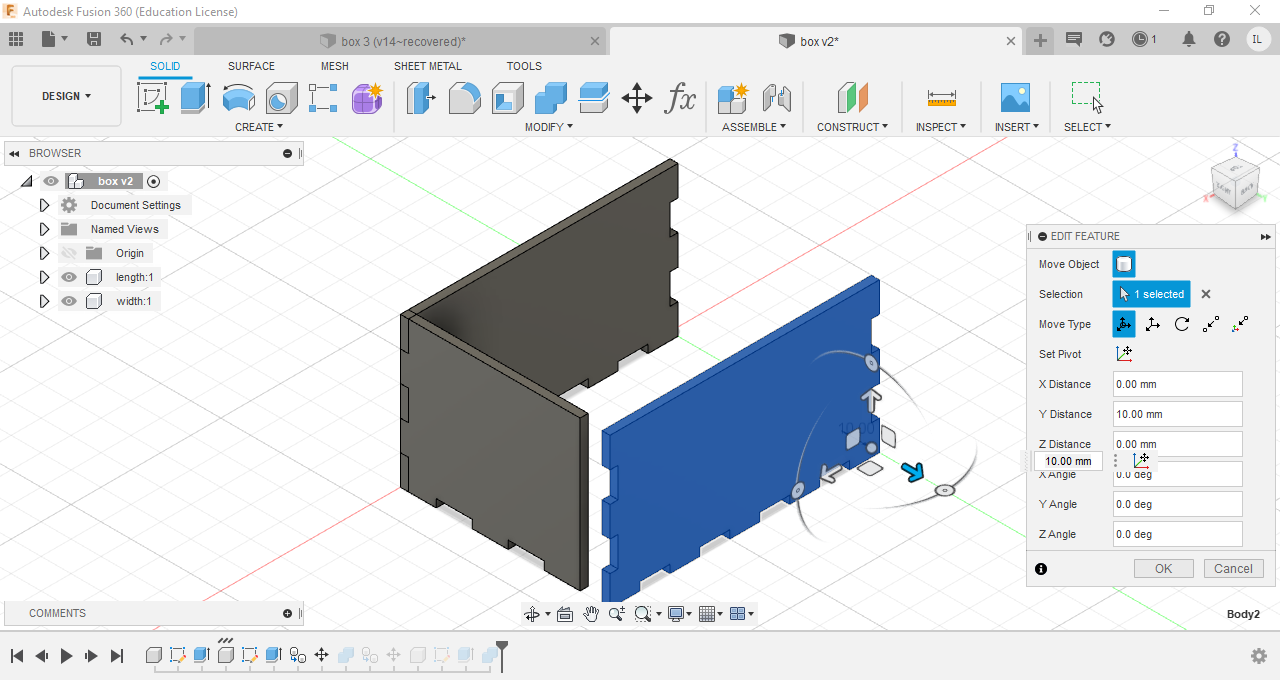 Autodesk Fusion 360 (Education License)
box 3 (v14~recovered)*
box v2*
1
IL
DESIGN
SOLID
SURFACE
MESH
SHEET METAL
TOOLS
CREATE
MODIFY
ASSEMBLE
CONSTRUCT
INSPECT
INSERT
SELECT
BROWSER
box v2
Document Settings
Named Views
Origin
length:1
width:1
Z
EDIT FEATURE
Move Object
Selection
1 selected
Move Type
Set Pivot
X Distance
0.00 mm
Y Distance
10.00 mm
Z Distance
0.00 mm
10.00 mm
X Angle
0.0 deg
Y Angle
0.0 deg
Z Angle
0.0 deg
OK
Cancel
10.00
COMMENTS
Body2